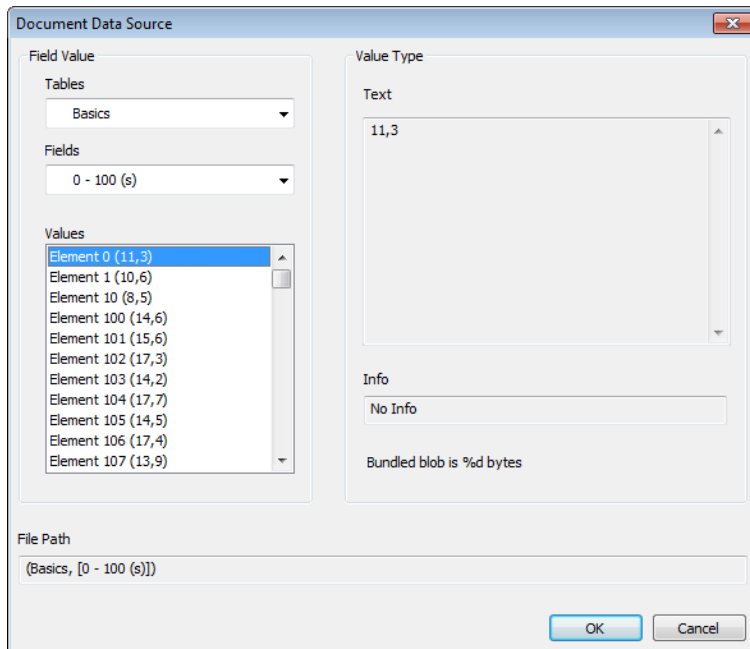 Document Data Source
Field Value
Tables
Basics
Fields
0 - 100 (s)
Values
Element 0 (11,3)
Element 1 (10,6)
Element 10 (8,5)
Element 100 (14,6)
Element 101 (15,6)
Element 102 (17,3)
Element 103 (14,2)
Element 104 (17,7)
Element 105 (14,5)
Element 106 (17,4)
Element 107 (13,9)
Value Type
Text
11,3
Info
No Info
Bundled blob is %d bytes
File Path
(Basics, [0 - 100 (s)])
OK
Cancel